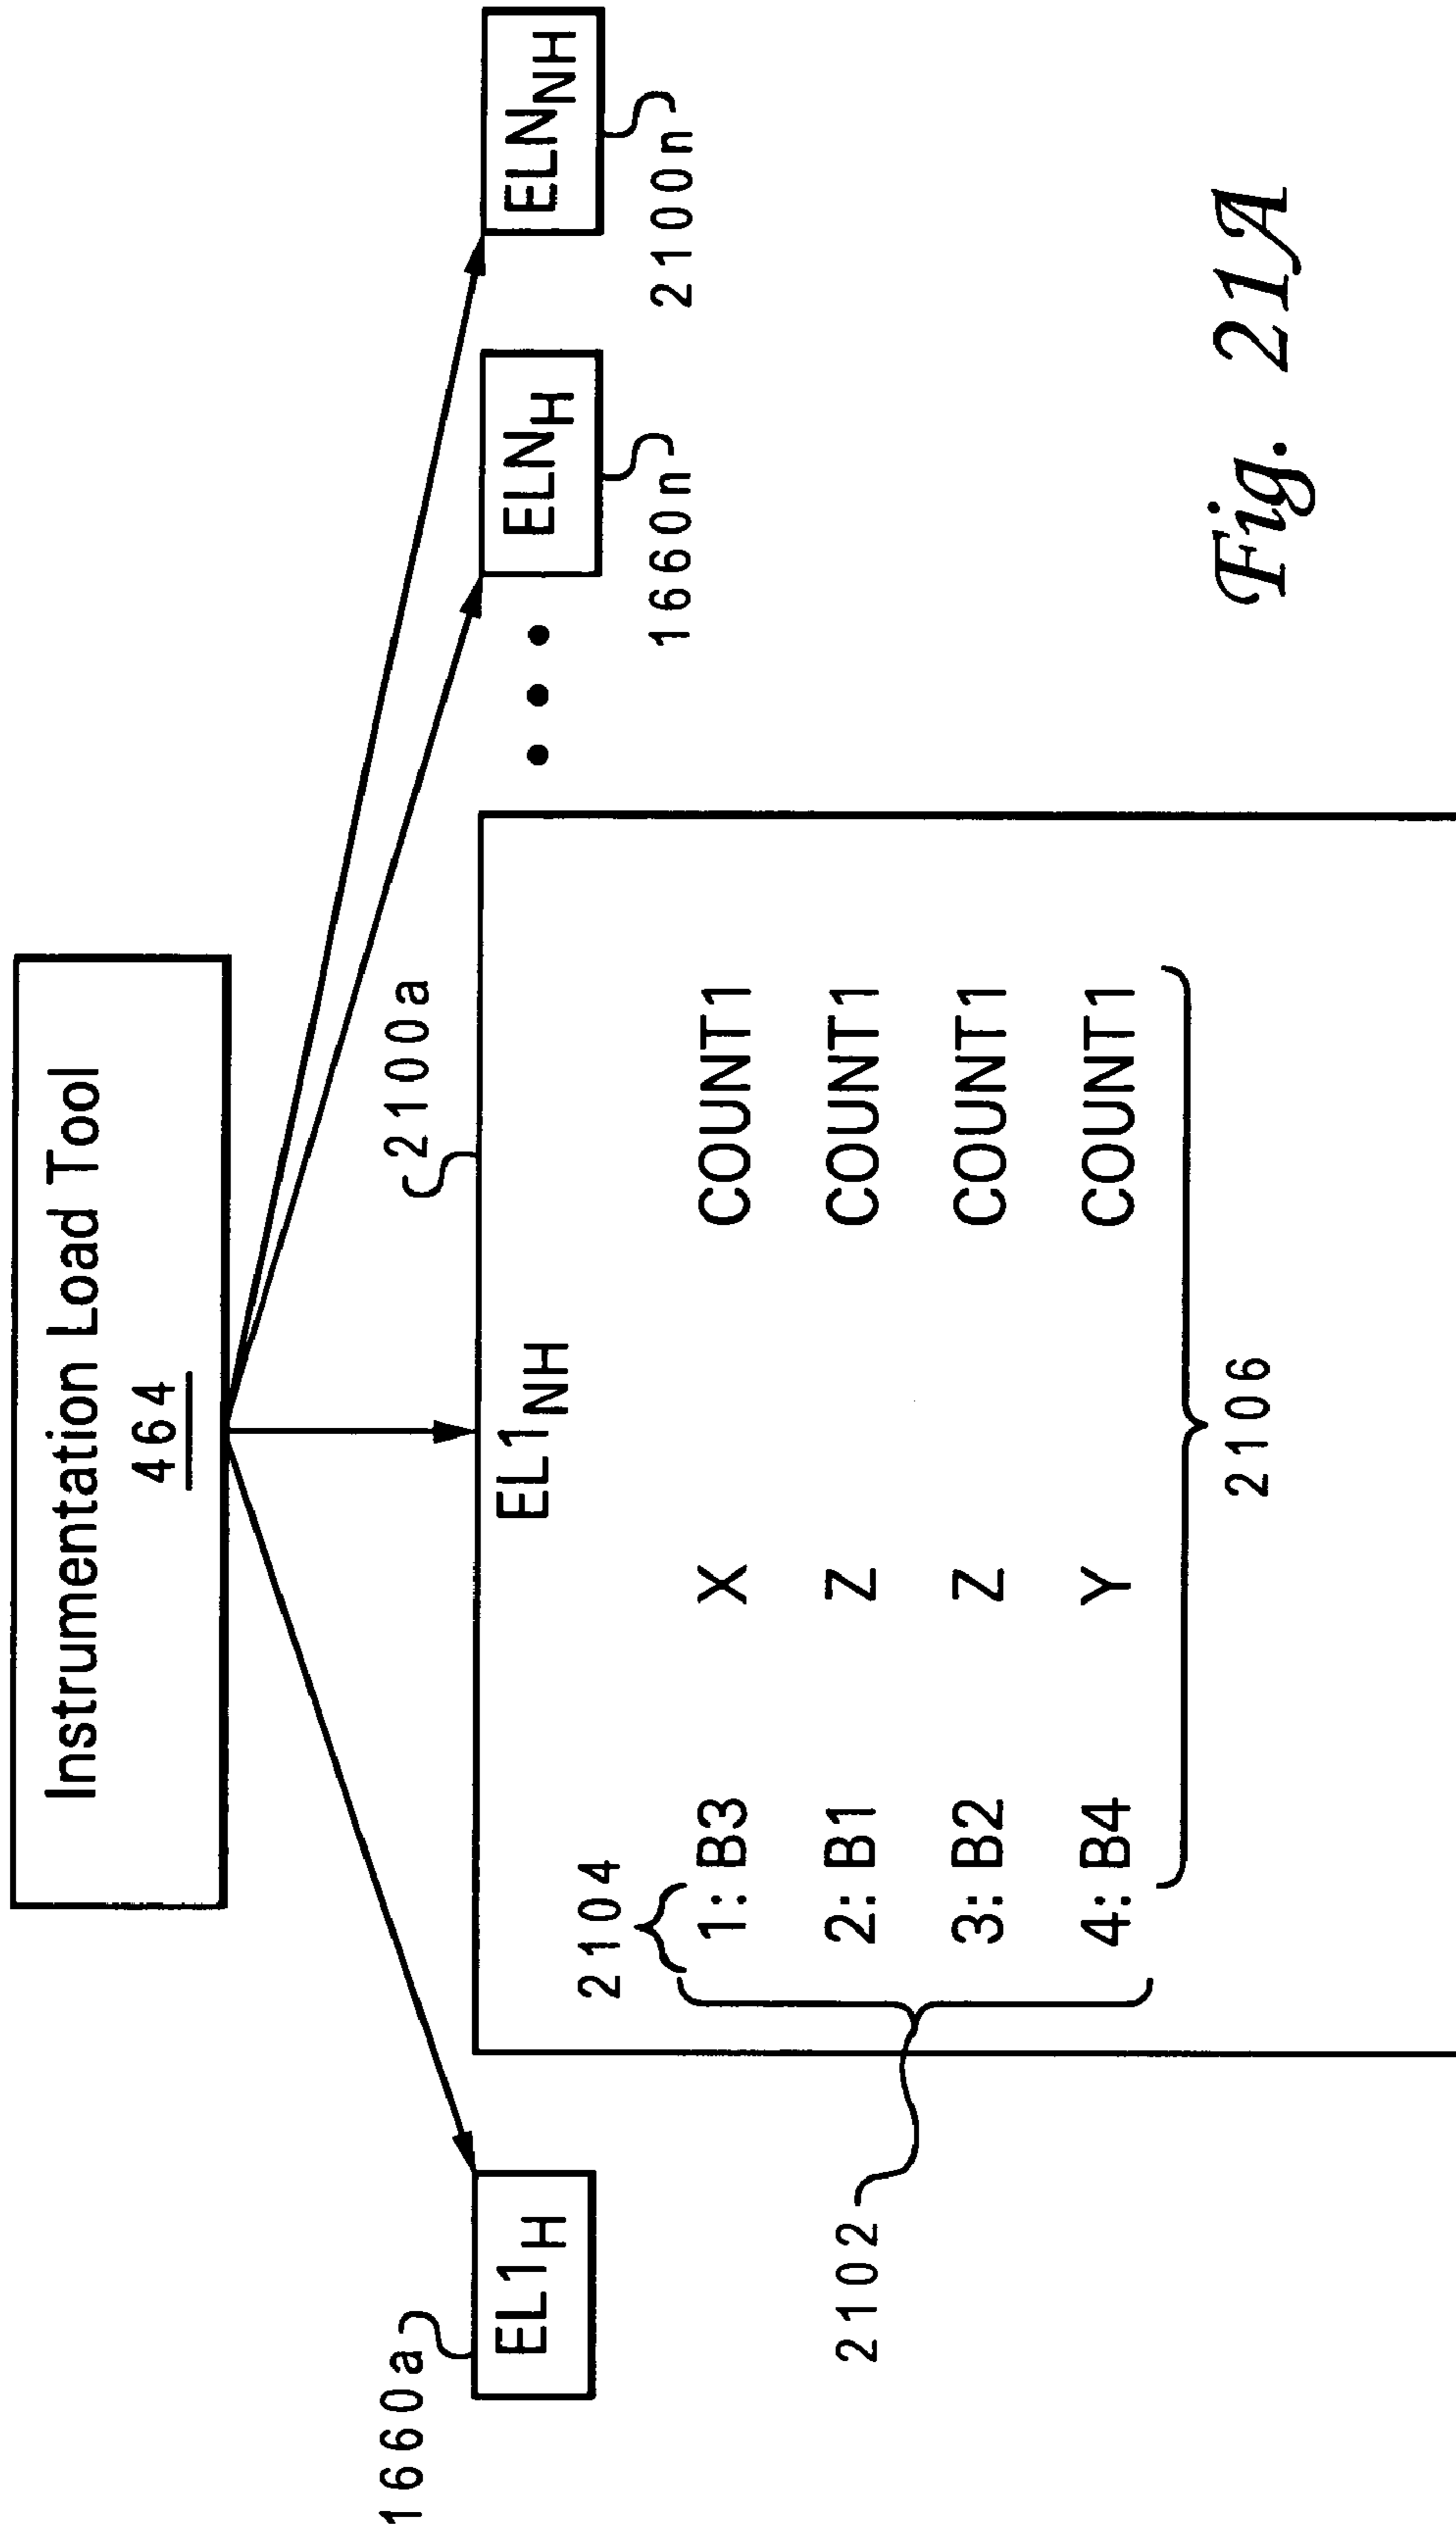 Instrumentation Load Tool
464
1660a
2100a
EL1H
EL1NH
ELNH
ELNNH
1660n
2100n
2104
1: B3 X COUNT1
2: B1 Z COUNT1
3: B2 Z COUNT1
4: B4 Y COUNT1
2102
2106
Fig. 21A